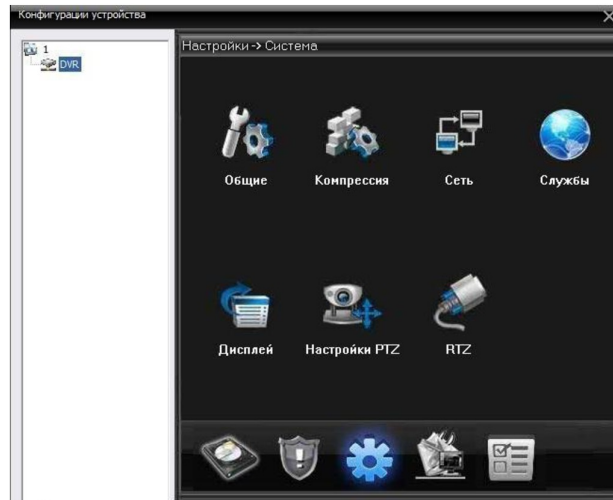 Конфигурации устройства
1
DVR
Настройки -> Система
Общие
Компрессия
Сеть
Службы
Дисплей
Настройки PTZ
RTZ